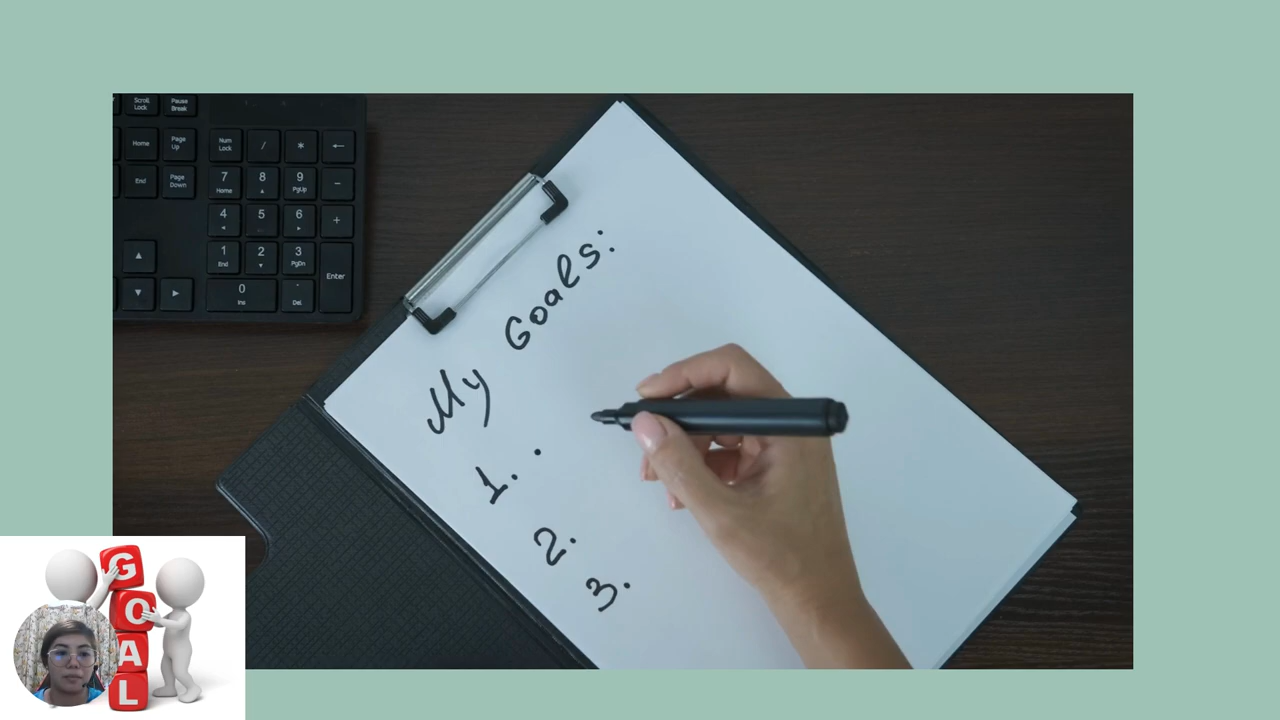 Scroll Lock
Pause Break
Home
Page Up
Num Lock
/
*
←
End
Page Down
7 Home
8
9 PgUp
-
4
5
6
+
1 End
2
3 PgDn
Enter
0 Ins
. Del
My Goals:
1.
2.
3.
G
O
A
L